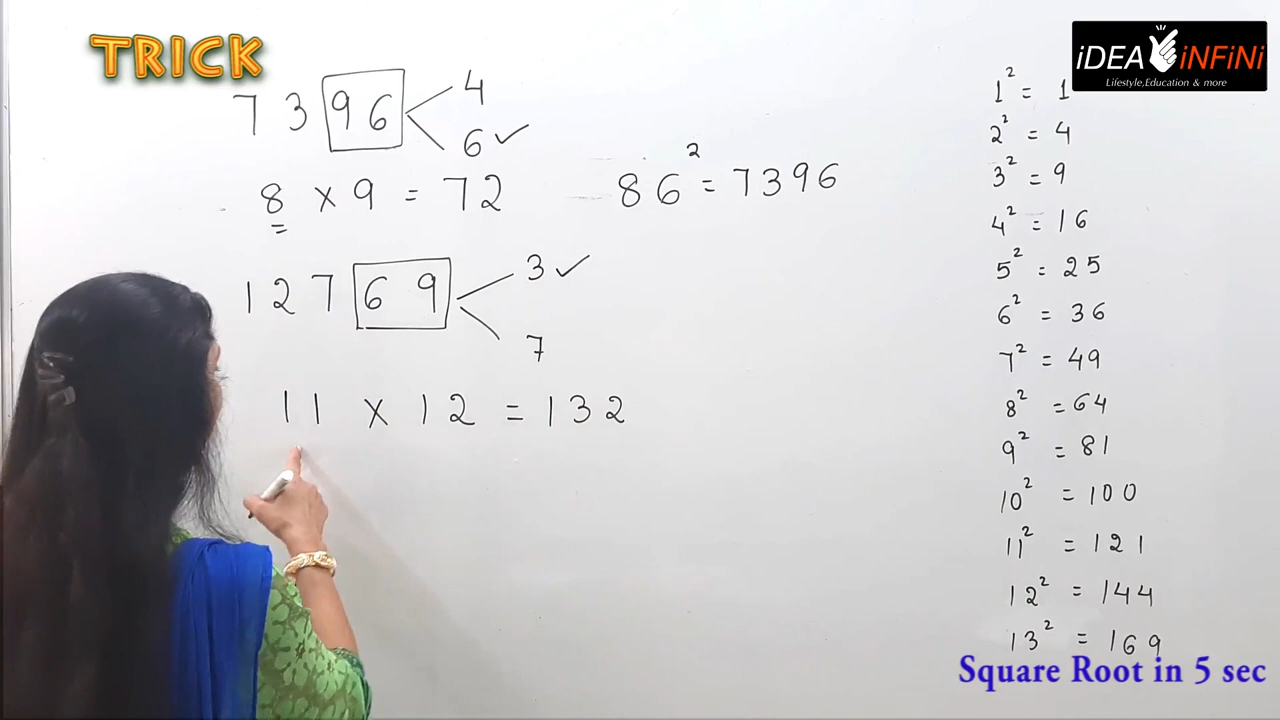 TRICK
iDEA iNFiNi
Lifestyle,Education & more
7 3 9 6
4
6 ✓
8 × 9 = 72
86² = 7396
1 2 7 6 9
3 ✓
7
11 × 12 = 132
1² = 1
2² = 4
3² = 9
4² = 16
5² = 25
6² = 36
7² = 49
8² = 64
9² = 81
10² = 100
11² = 121
12² = 144
13² = 169
Square Root in 5 sec